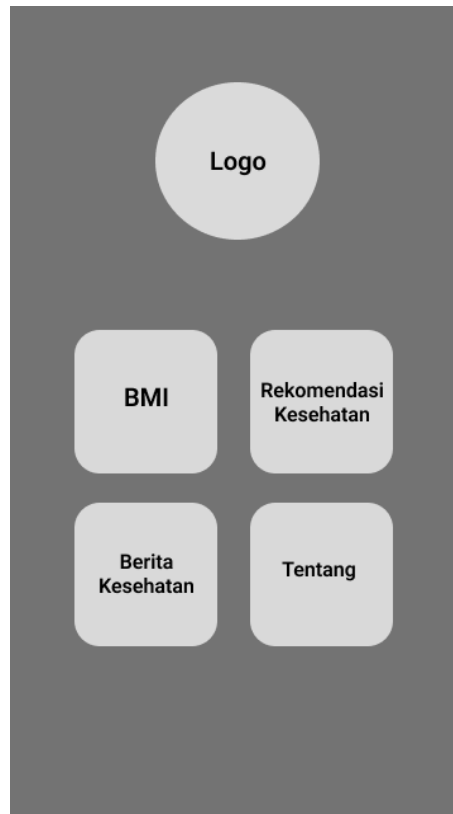 Logo
BMI
Rekomendasi
Kesehatan
Berita
Kesehatan
Tentang